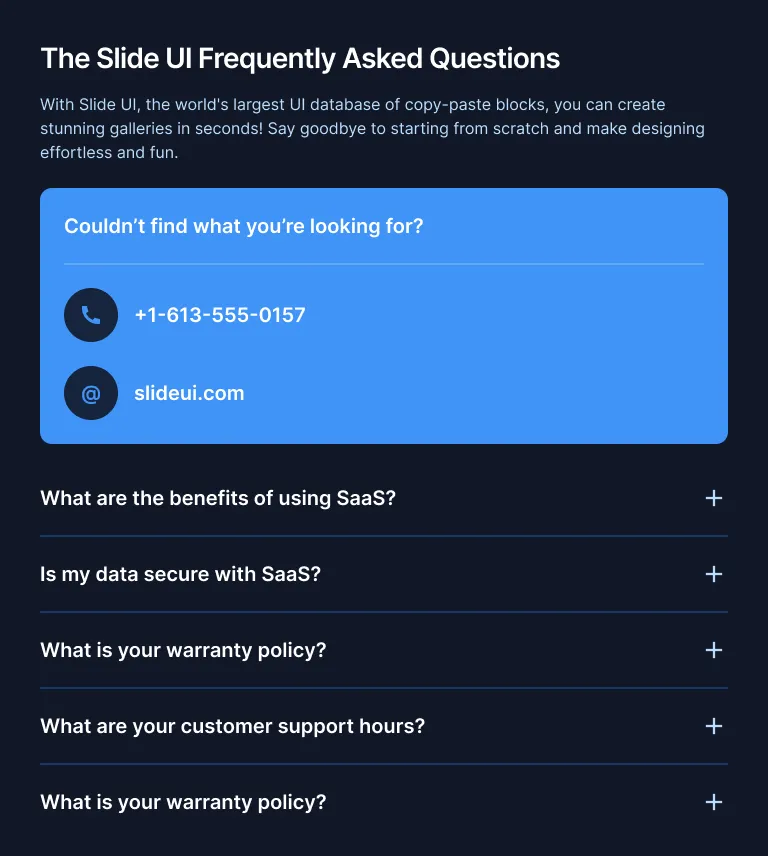 The Slide UI Frequently Asked Questions
With Slide UI, the world's largest UI database of copy-paste blocks, you can create
stunning galleries in seconds! Say goodbye to starting from scratch and make designing
effortless and fun.
Couldn’t find what you’re looking for?
+1-613-555-0157
@ slideui.com
What are the benefits of using SaaS?
Is my data secure with SaaS?
What is your warranty policy?
What are your customer support hours?
What is your warranty policy?